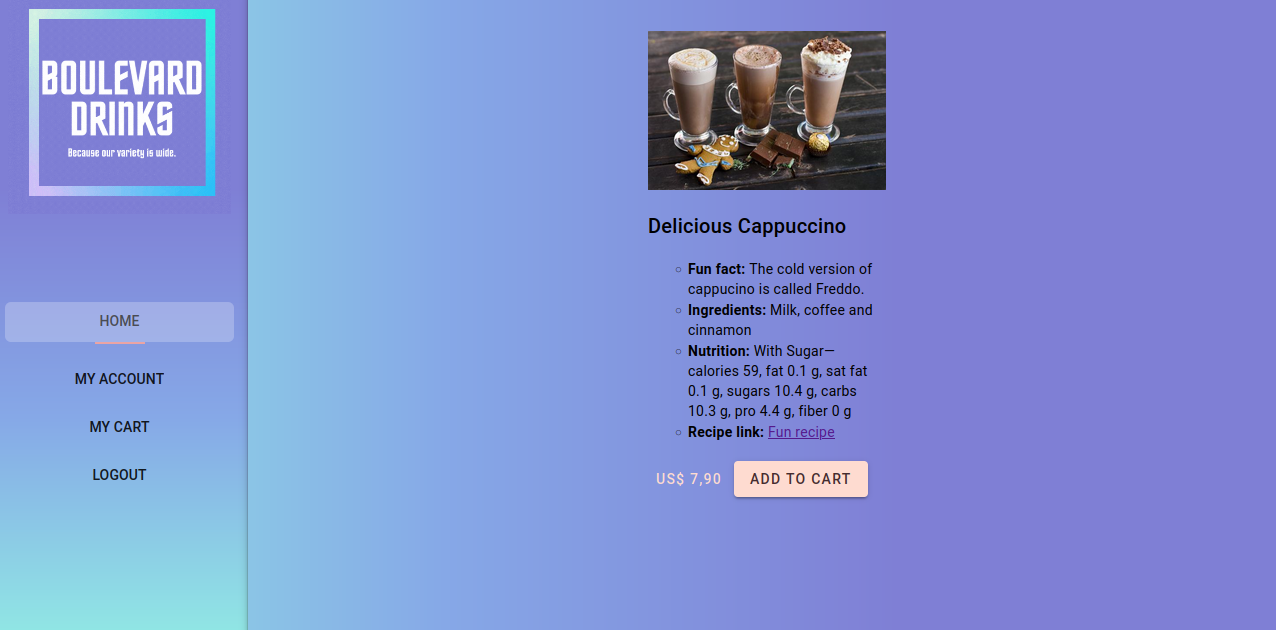 BOULEVARD
DRINKS
Because our variety is wide.
HOME
MY ACCOUNT
MY CART
LOGOUT
Delicious Cappuccino
Fun fact: The cold version of
cappucino is called Freddo.
Ingredients: Milk, coffee and
cinnamon
Nutrition: With Sugar—
calories 59, fat 0.1 g, sat fat
0.1 g, sugars 10.4 g, carbs
10.3 g, pro 4.4 g, fiber 0 g
Recipe link: Fun recipe
US$ 7,90 ADD TO CART